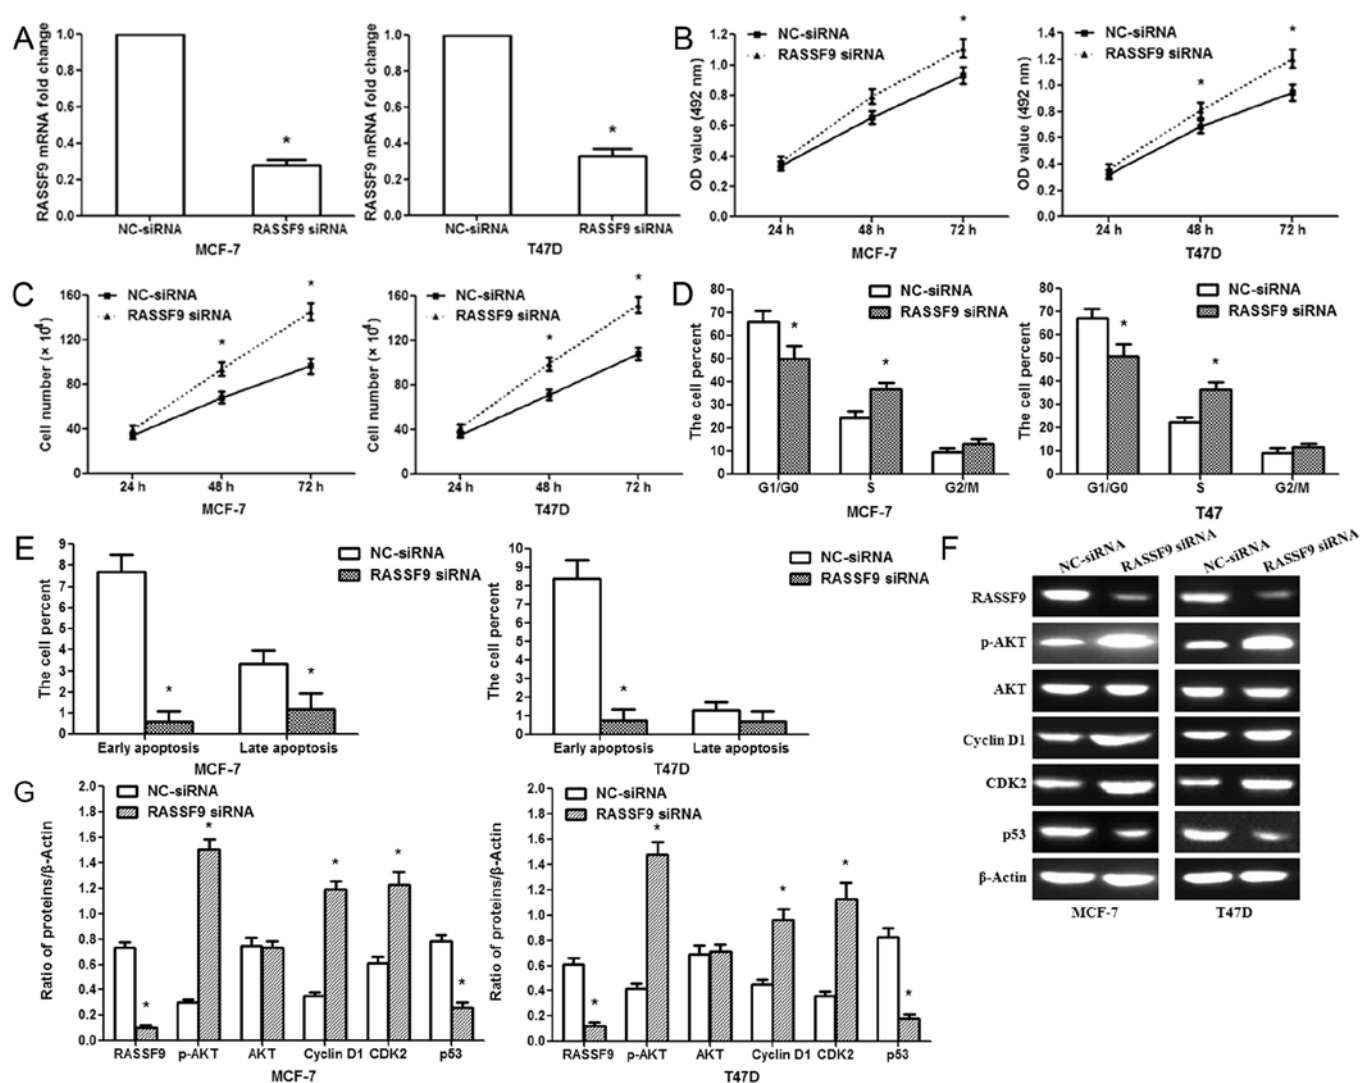 A
RASSF9 mRNA fold change
1.0
0.8
0.6
0.4
0.2
0.0
*
NC-siRNA
RASSF9 siRNA
MCF-7
RASSF9 mRNA fold change
1.0
0.8
0.6
0.4
0.2
0.0
*
NC-siRNA
RASSF9 siRNA
T47D
B
NC-siRNA
RASSF9 siRNA
OD value (492 nm)
1.2
1.0
0.8
0.6
0.4
0.2
0.0
*
24 h
48 h
72 h
MCF-7
NC-siRNA
RASSF9 siRNA
OD value (492 nm)
1.4
1.2
1.0
0.8
0.6
0.4
0.2
0.0
*
*
24 h
48 h
72 h
T47D
C
NC-siRNA
RASSF9 siRNA
Cell number (× 10⁴)
160
120
80
40
0
*
*
24 h
48 h
72 h
MCF-7
NC-siRNA
RASSF9 siRNA
Cell number (× 10⁴)
160
120
80
40
0
*
*
24 h
48 h
72 h
T47D
D
NC-siRNA
RASSF9 siRNA
The cell percent
80
70
60
50
40
30
20
10
0
*
*
G1/G0
S
G2/M
MCF-7
NC-siRNA
RASSF9 siRNA
The cell percent
80
70
60
50
40
30
20
10
0
*
*
G1/G0
S
G2/M
T47
E
NC-siRNA
RASSF9 siRNA
The cell percent
9
8
7
6
5
4
3
2
1
0
*
*
Early apoptosis
Late apoptosis
MCF-7
NC-siRNA
RASSF9 siRNA
The cell percent
10
9
8
7
6
5
4
3
2
1
0
*
Early apoptosis
Late apoptosis
T47D
F
NC-siRNA
RASSF9 siRNA
NC-siRNA
RASSF9 siRNA
RASSF9
p-AKT
AKT
Cyclin D1
CDK2
p53
β-Actin
MCF-7
T47D
G
NC-siRNA
RASSF9 siRNA
Ratio of proteins/β-Actin
2.0
1.8
1.6
1.4
1.2
1.0
0.8
0.6
0.4
0.2
0.0
*
*
*
*
*
RASSF9
p-AKT
AKT
Cyclin D1
CDK2
p53
MCF-7
NC-siRNA
RASSF9 siRNA
Ratio of proteins/β-Actin
2.0
1.8
1.6
1.4
1.2
1.0
0.8
0.6
0.4
0.2
0.0
*
*
*
*
*
RASSF9
p-AKT
AKT
Cyclin D1
CDK2
p53
T47D